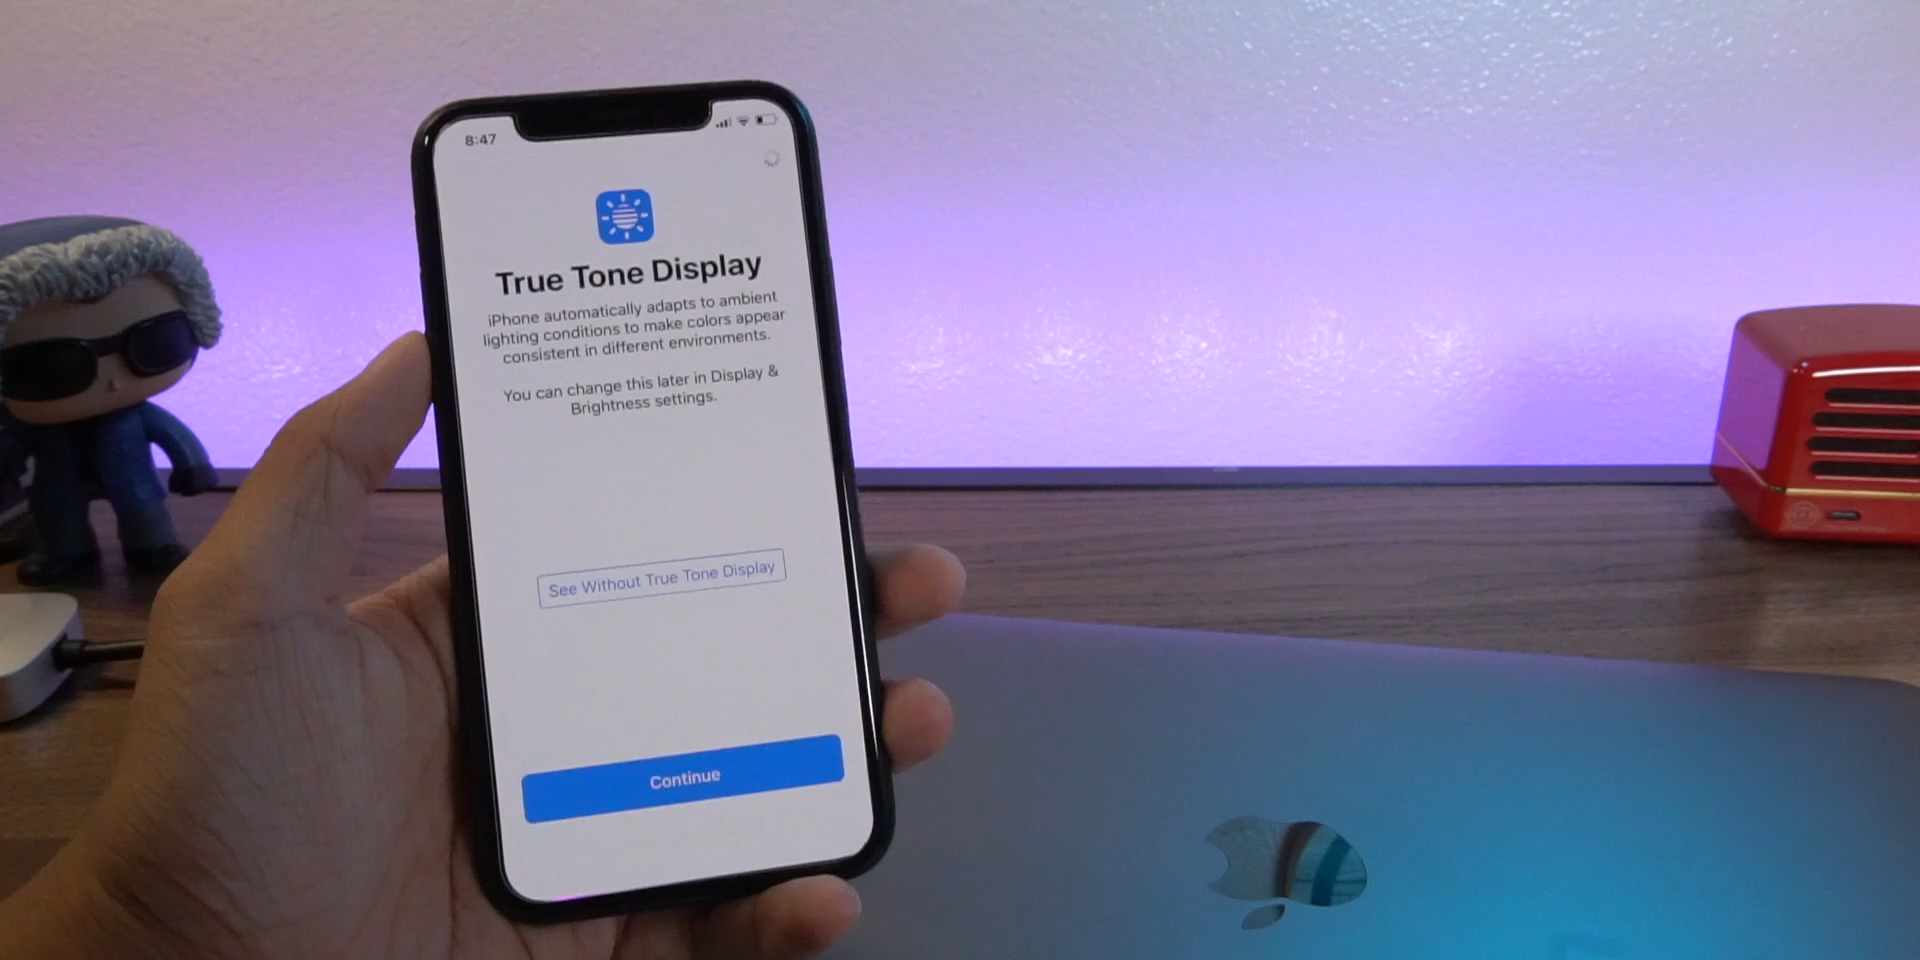 8:47
True Tone Display
iPhone automatically adapts to ambient
lighting conditions to make colors appear
consistent in different environments.
You can change this later in Display &
Brightness settings.
See Without True Tone Display
Continue